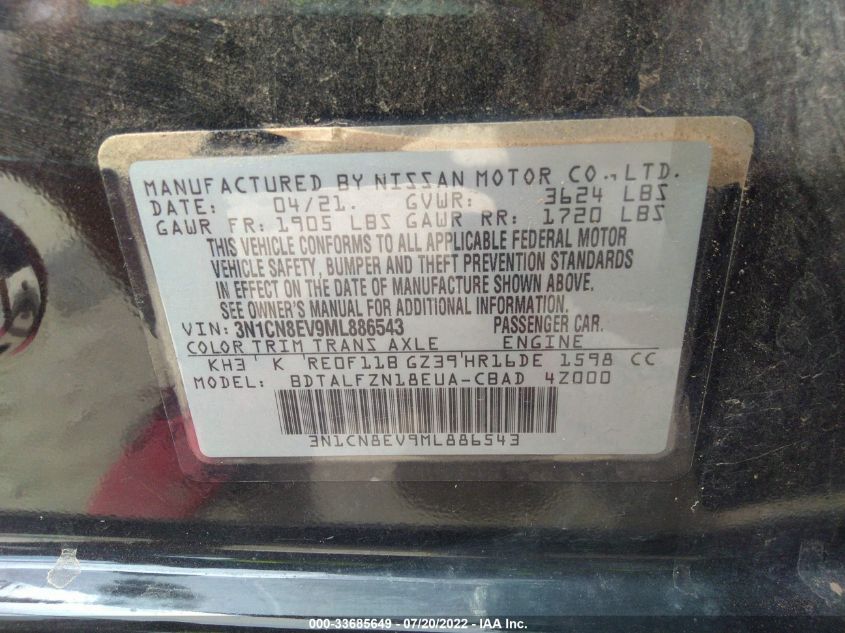 MANUFACTURED BY NISSAN MOTOR CO., LTD.
DATE: 04/21. GVWR: 3624 LBS
GAWR FR: 1905 LBS GAWR RR: 1720 LBS
THIS VEHICLE CONFORMS TO ALL APPLICABLE FEDERAL MOTOR
VEHICLE SAFETY, BUMPER AND THEFT PREVENTION STANDARDS
IN EFFECT ON THE DATE OF MANUFACTURE SHOWN ABOVE.
SEE OWNER'S MANUAL FOR ADDITIONAL INFORMATION.
VIN: 3N1CN8EV9ML886543 PASSENGER CAR.
COLOR TRIM TRANS AXLE ENGINE
KH3 K RE0F11B GZ39 HR16DE 1598 CC
MODEL: BDTALFZN18EUA-CBAD 4Z000
3N1CN8EV9ML886543
000-33685649 - 07/20/2022 - IAA Inc.